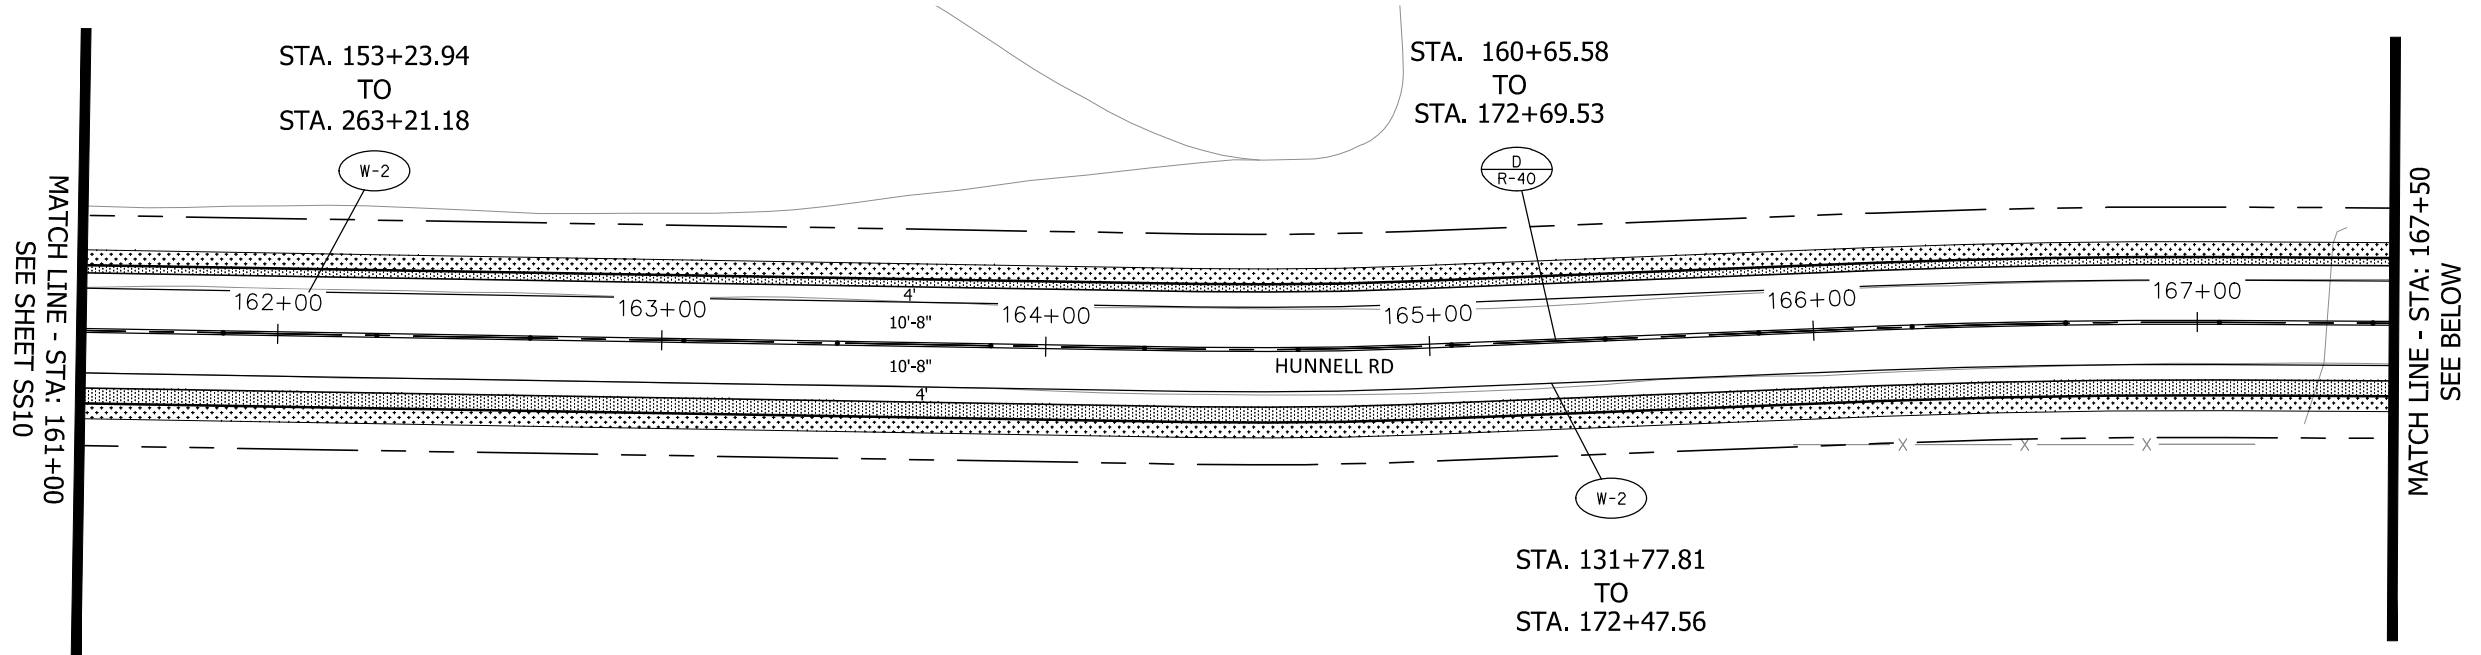 STA. 153+23.94
TO
STA. 263+21.18
W-2
STA. 160+65.58
TO
STA. 172+69.53
D
R-40
MATCH LINE - STA: 161+00
SEE SHEET SS10
162+00
163+00
164+00
165+00
166+00
167+00
4'
10'-8"
10'-8"
4'
HUNNELL RD
W-2
STA. 131+77.81
TO
STA. 172+47.56
MATCH LINE - STA: 167+50
SEE BELOW
X X X